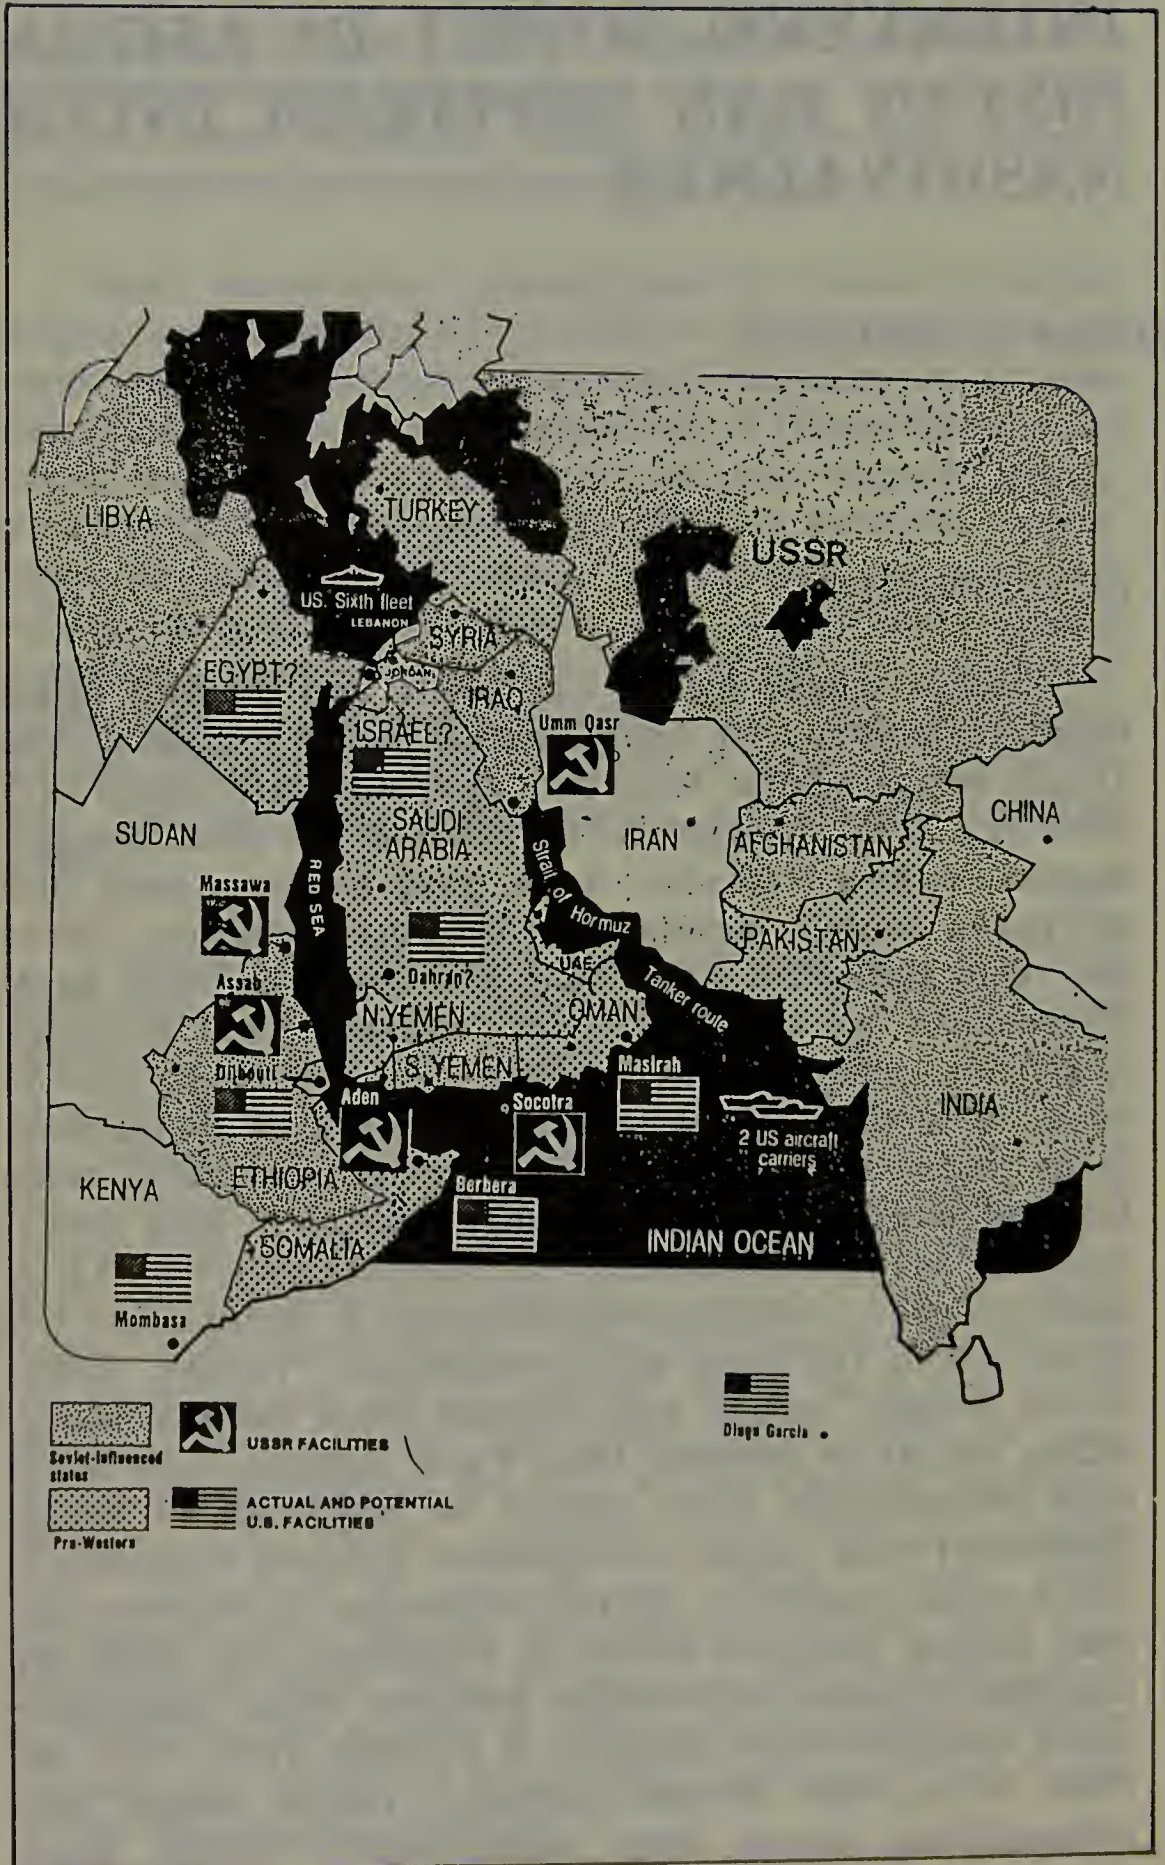 LIBYA
TURKEY
USSR
US. Sixth fleet
LEBANON
SYRIA
EGYPT?
JORDAN
IRAQ
ISRAEL?
Umm Qasr
SUDAN
SAUDI
ARABIA
IRAN
AFGHANISTAN
CHINA
Strait of Hormuz
RED SEA
Massawa
PAKISTAN
Dahran?
UAE
Tanker route
Assab
N.YEMEN
OMAN
S. YEMEN
Djibouti
Masirah
Aden
Socotra
INDIA
2 US aircraft
carriers
KENYA
ETHIOPIA
Berbera
SOMALIA
INDIAN OCEAN
Mombasa
Diego Garcia
USSR FACILITIES
Soviet-influenced
states
ACTUAL AND POTENTIAL
U.S. FACILITIES
Pro-Western